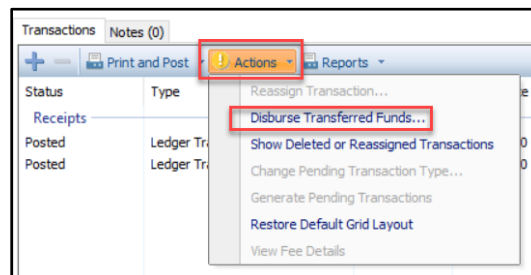 Transactions Notes (0)
Print and Post Actions Reports
Status Type
Receipts
Posted Ledger
Posted Ledger
Reassign Transaction...
Disburse Transferred Funds...
Show Deleted or Reassigned Transactions
Change Pending Transaction Type...
Generate Pending Transactions
Restore Default Grid Layout
View Fee Details